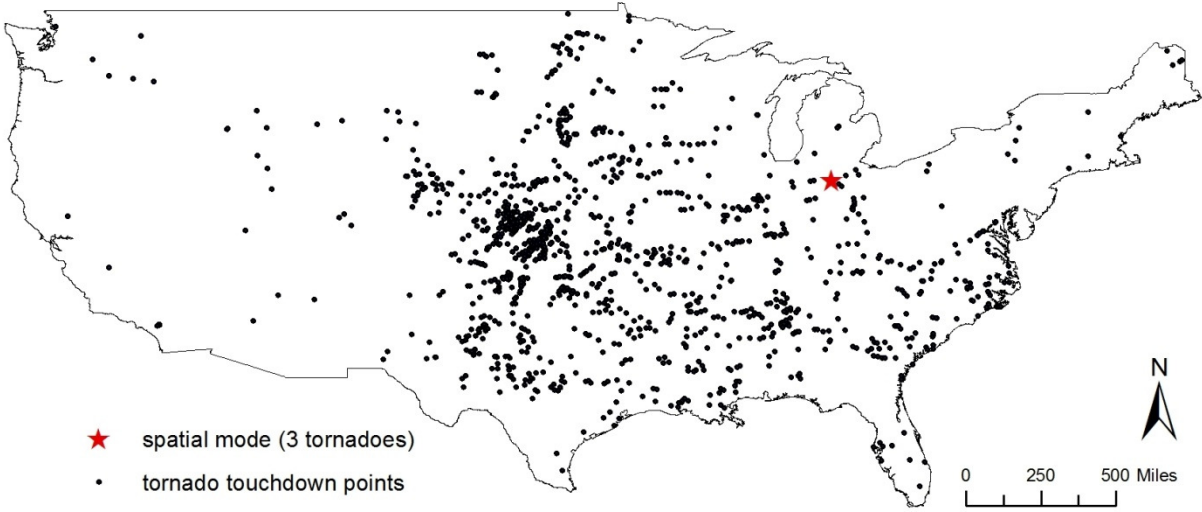 N
spatial mode (3 tornadoes)
tornado touchdown points
0 250 500 Miles